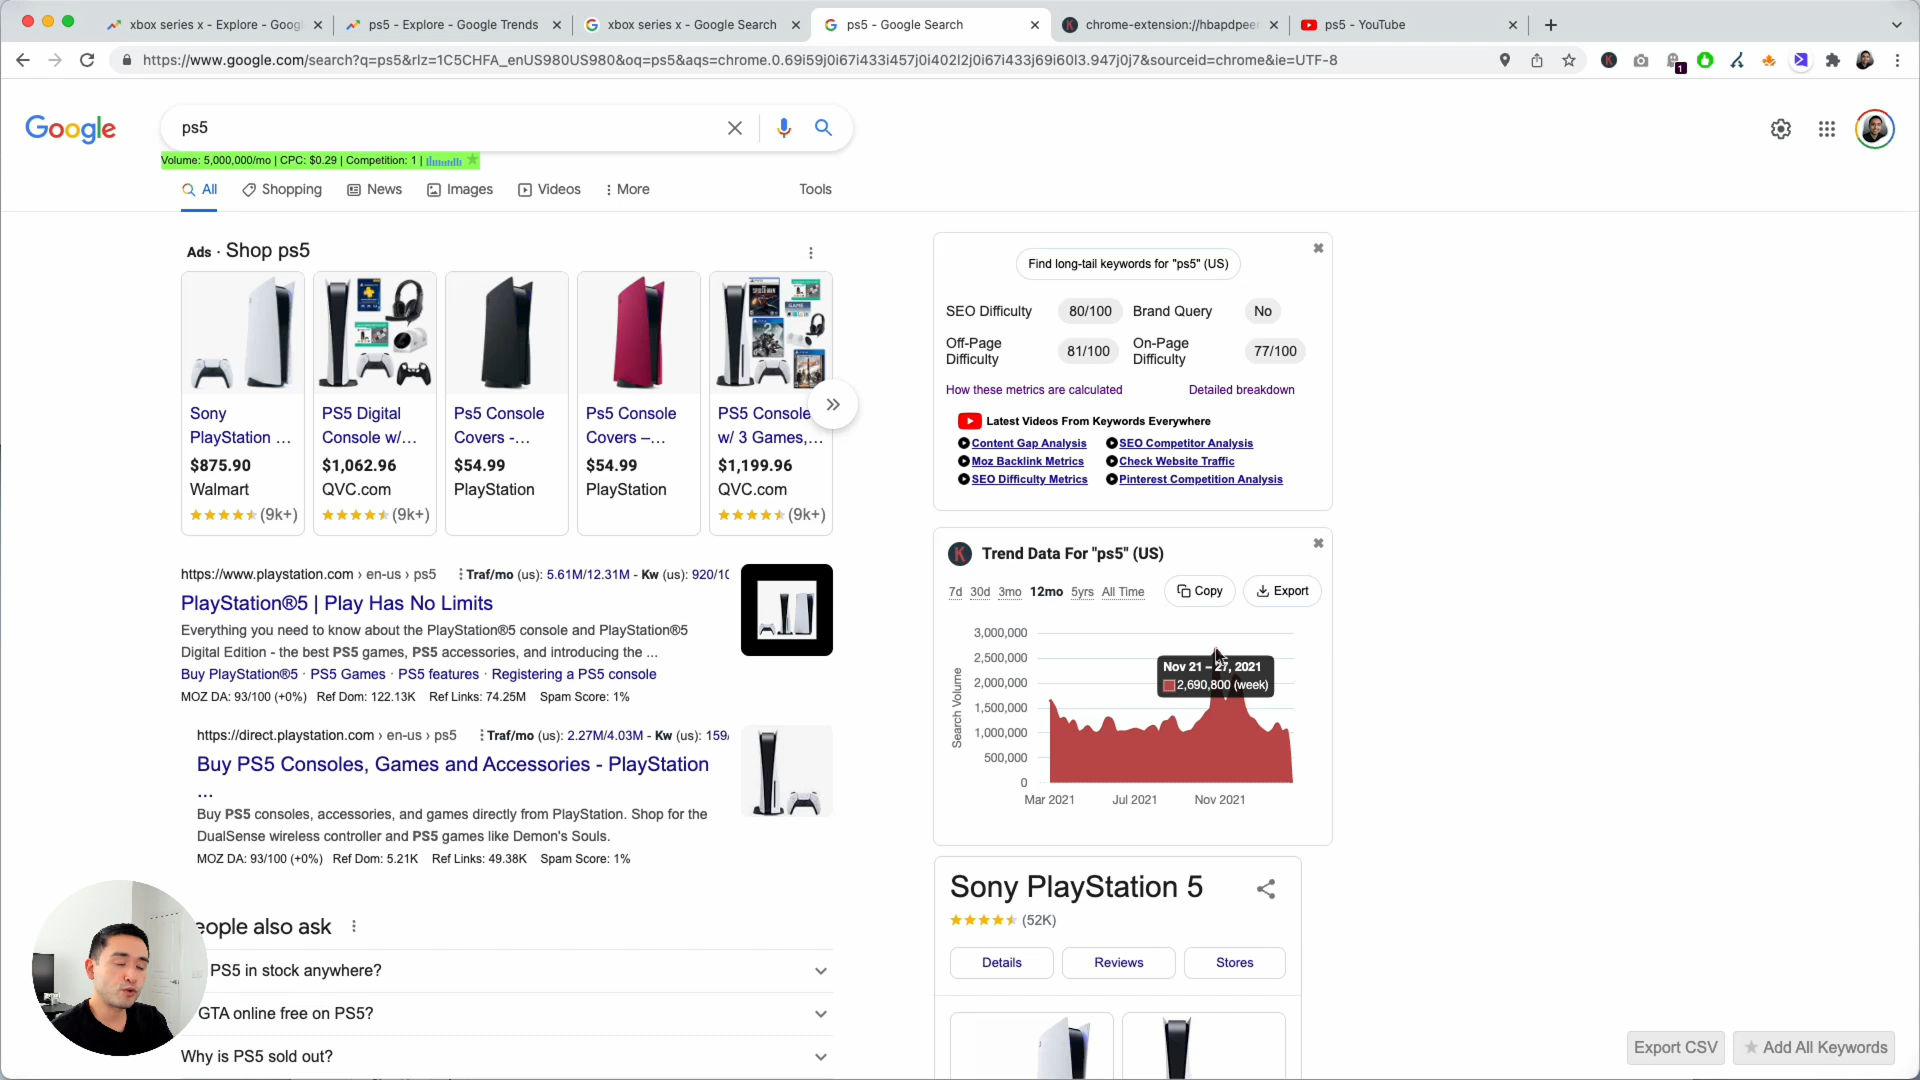 xbox series x - Explore - Goog
ps5 - Explore - Google Trends
xbox series x - Google Search
ps5 - Google Search
chrome-extension://hbapdpee
ps5 - YouTube
https://www.google.com/search?q=ps5&rlz=1C5CHFA_enUS980US980&oq=ps5&aqs=chrome.0.69i59j0i67i433i457j0i402l2j0i67i433j69i60l3.947j0j7&sourceid=chrome&ie=UTF-8
1
Google
ps5
Volume: 5,000,000/mo | CPC: $0.29 | Competition: 1 |
All
Shopping
News
Images
Videos
More
Tools
Ads · Shop ps5
Sony
PlayStation ...
$875.90
Walmart
(9k+)
PS5 Digital
Console w/...
$1,062.96
QVC.com
(9k+)
Ps5 Console
Covers -...
$54.99
PlayStation
Ps5 Console
Covers –...
$54.99
PlayStation
PS5 Console
w/ 3 Games,...
$1,199.96
QVC.com
(9k+)
https://www.playstation.com › en-us › ps5
Traf/mo (us): 5.61M/12.31M - Kw (us): 920/10
PlayStation®5 | Play Has No Limits
Everything you need to know about the PlayStation®5 console and PlayStation®5
Digital Edition - the best PS5 games, PS5 accessories, and introducing the ...
Buy PlayStation®5 · PS5 Games · PS5 features · Registering a PS5 console
MOZ DA: 93/100 (+0%) Ref Dom: 122.13K Ref Links: 74.25M Spam Score: 1%
https://direct.playstation.com › en-us › ps5
Traf/mo (us): 2.27M/4.03M - Kw (us): 159/
Buy PS5 Consoles, Games and Accessories - PlayStation
...
Buy PS5 consoles, accessories, and games directly from PlayStation. Shop for the
DualSense wireless controller and PS5 games like Demon's Souls.
MOZ DA: 93/100 (+0%) Ref Dom: 5.21K Ref Links: 49.38K Spam Score: 1%
eople also ask
PS5 in stock anywhere?
GTA online free on PS5?
Why is PS5 sold out?
Find long-tail keywords for "ps5" (US)
SEO Difficulty
80/100
Brand Query
No
Off-Page
Difficulty
81/100
On-Page
Difficulty
77/100
How these metrics are calculated
Detailed breakdown
Latest Videos From Keywords Everywhere
Content Gap Analysis
SEO Competitor Analysis
Moz Backlink Metrics
Check Website Traffic
SEO Difficulty Metrics
Pinterest Competition Analysis
K
Trend Data For "ps5" (US)
7d 30d 3mo 12mo 5yrs All Time
Copy
Export
Search Volume
3,000,000
2,500,000
2,000,000
1,500,000
1,000,000
500,000
0
Nov 21 – 27, 2021
2,690,800 (week)
Mar 2021
Jul 2021
Nov 2021
Sony PlayStation 5
(52K)
Details
Reviews
Stores
Export CSV
Add All Keywords